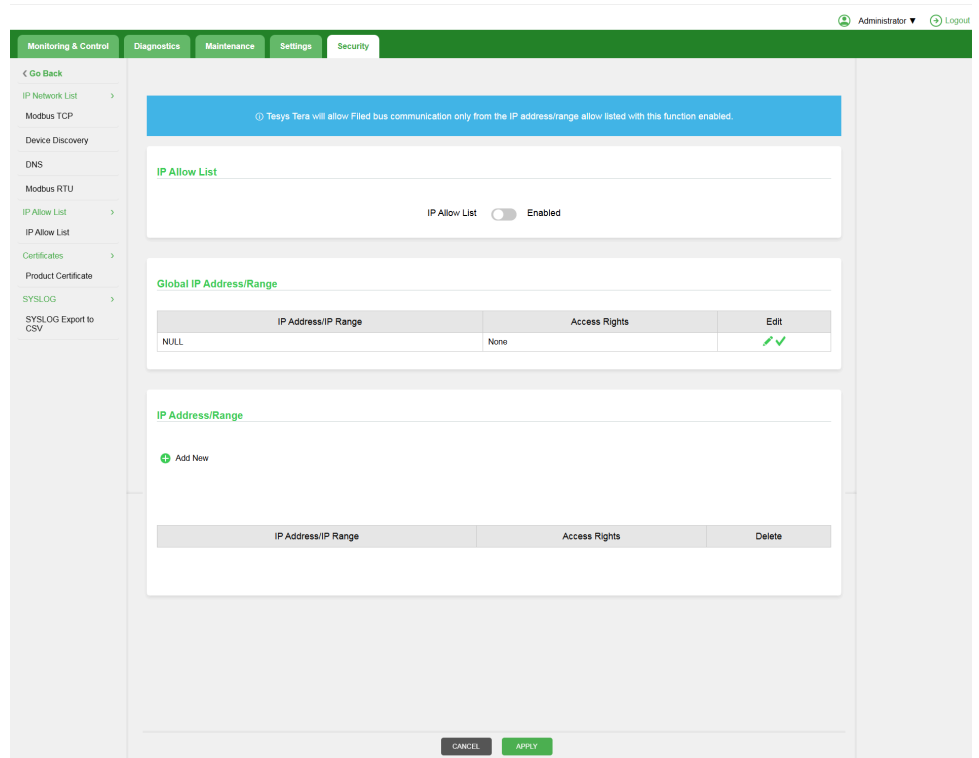 Administrator ▼ Logout
Monitoring & Control Diagnostics Maintenance Settings Security
Go Back
IP Network List
Modbus TCP
Device Discovery
DNS
Modbus RTU
IP Allow List
IP Allow List
Certificates
Product Certificate
SYSLOG
SYSLOG Export to
CSV
Tesys Tera will allow Filed bus communication only from the IP address/range allow listed with this function enabled.
IP Allow List
IP Allow List Enabled
Global IP Address/Range
IP Address/IP Range Access Rights Edit
NULL None
IP Address/Range
Add New
IP Address/IP Range Access Rights Delete
CANCEL APPLY